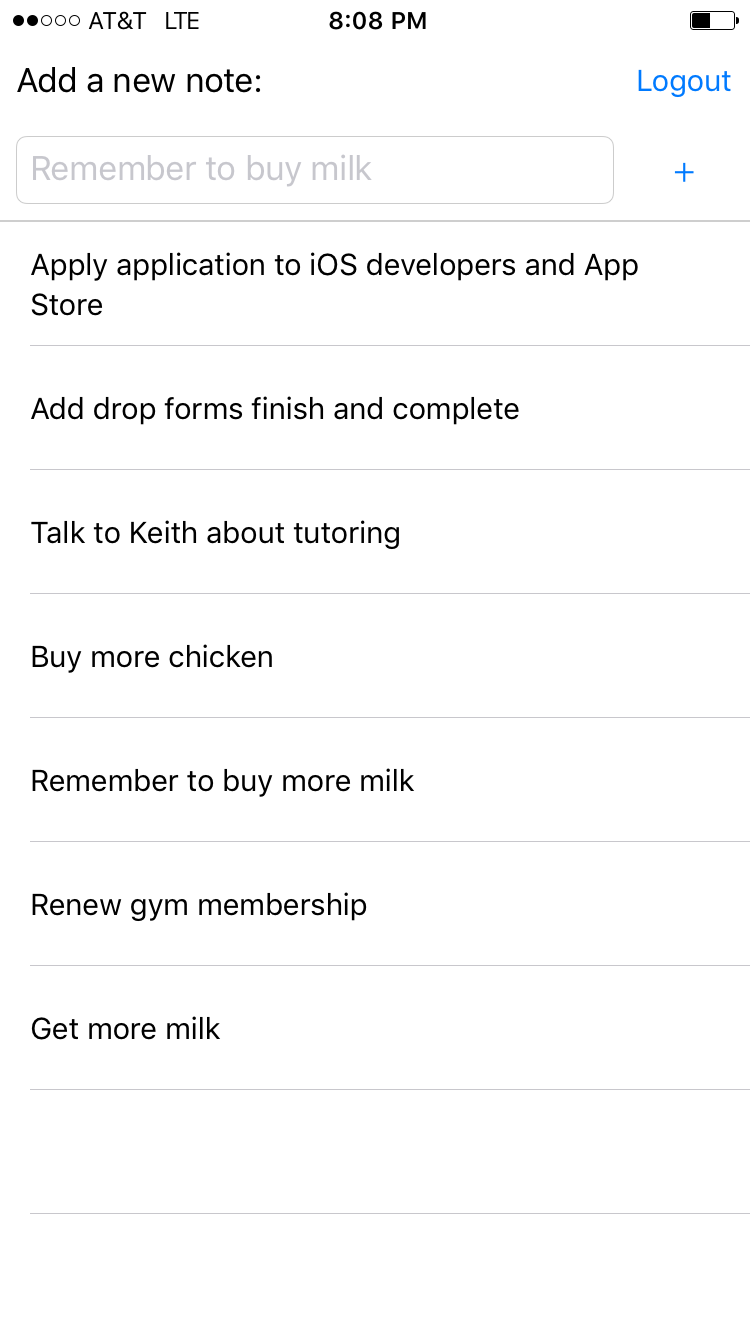 AT&T LTE 8:08 PM
Add a new note: Logout
Remember to buy milk +
Apply application to iOS developers and App
Store
Add drop forms finish and complete
Talk to Keith about tutoring
Buy more chicken
Remember to buy more milk
Renew gym membership
Get more milk